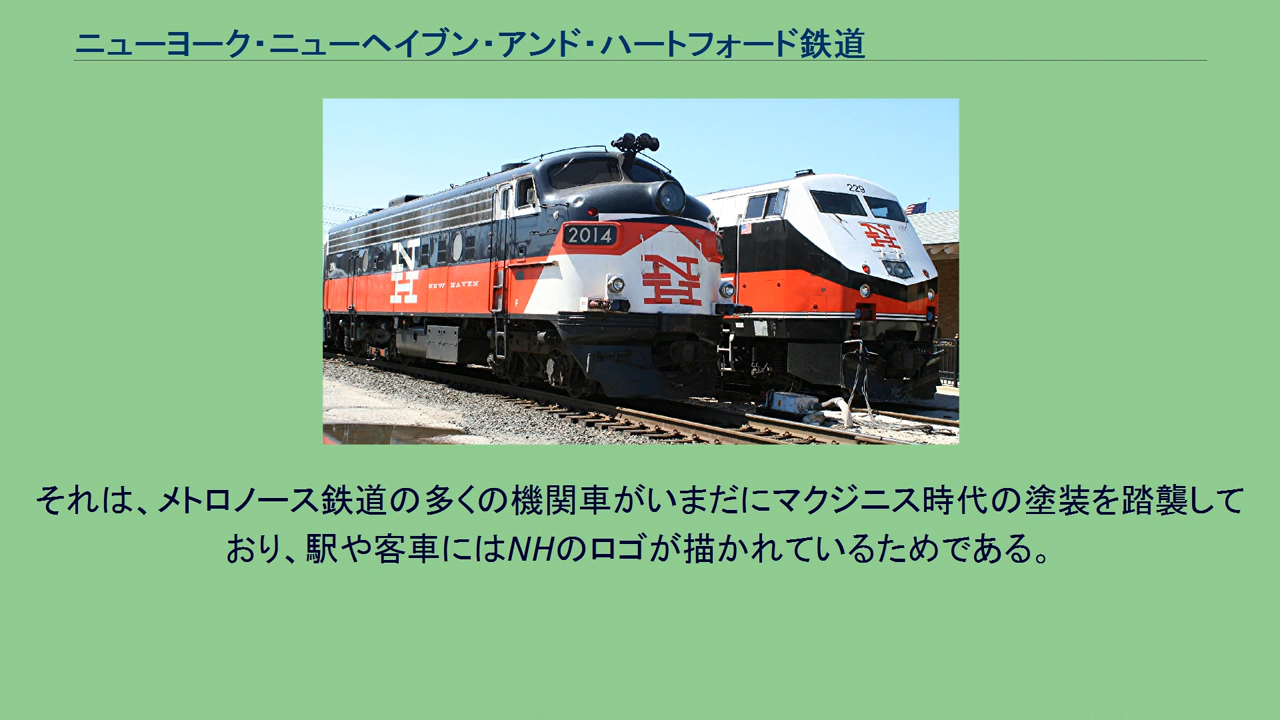 ニューヨーク・ニューヘイブン・アンド・ハートフォード鉄道
229
2014
NH
NH
NEW HAVEN
NH
F
それは、メトロノース鉄道の多くの機関車がいまだにマクジニス時代の塗装を踏襲して
おり、駅や客車にはNHのロゴが描かれているためである。